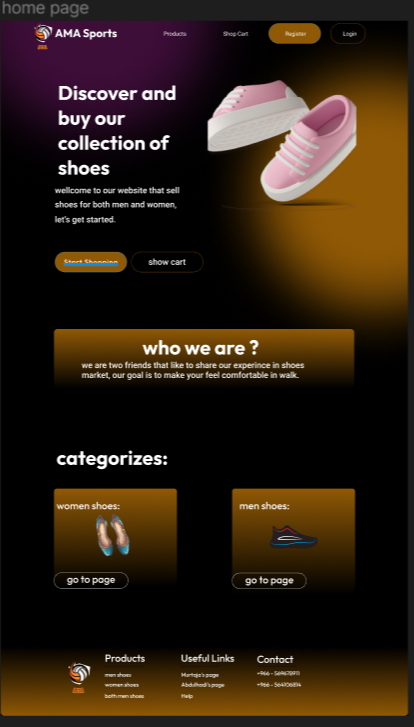 home page
AMA Sports
Products
Shop Cart
Register
Login
Discover and
buy our
collection of
shoes
wellcome to our website that sell
shoes for both men and women,
let's get started.
Start Shopping
show cart
who we are ?
we are two friends that like to share our experince in shoes
market, our goal is to make your feel comfortable in walk.
categorizes:
women shoes:
men shoes:
go to page
go to page
Products
Useful Links
Contact
men shoes
Murtaja's page
women shoes
Abdulhadi's page
both men shoes
Help